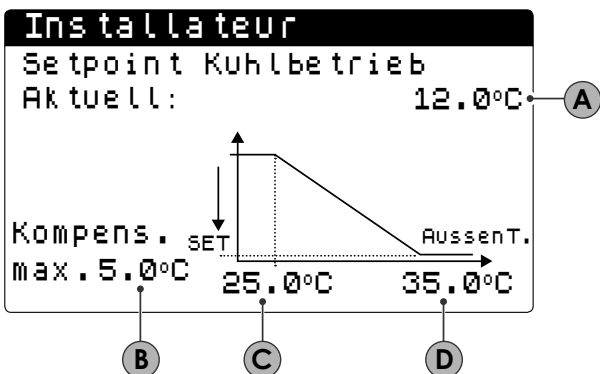 Installateur
Setpoint Kuhlbetrieb
Aktuell: 12.0°C
A
Kompens. SET AussenT.
max.5.0°C 25.0°C 35.0°C
B C D